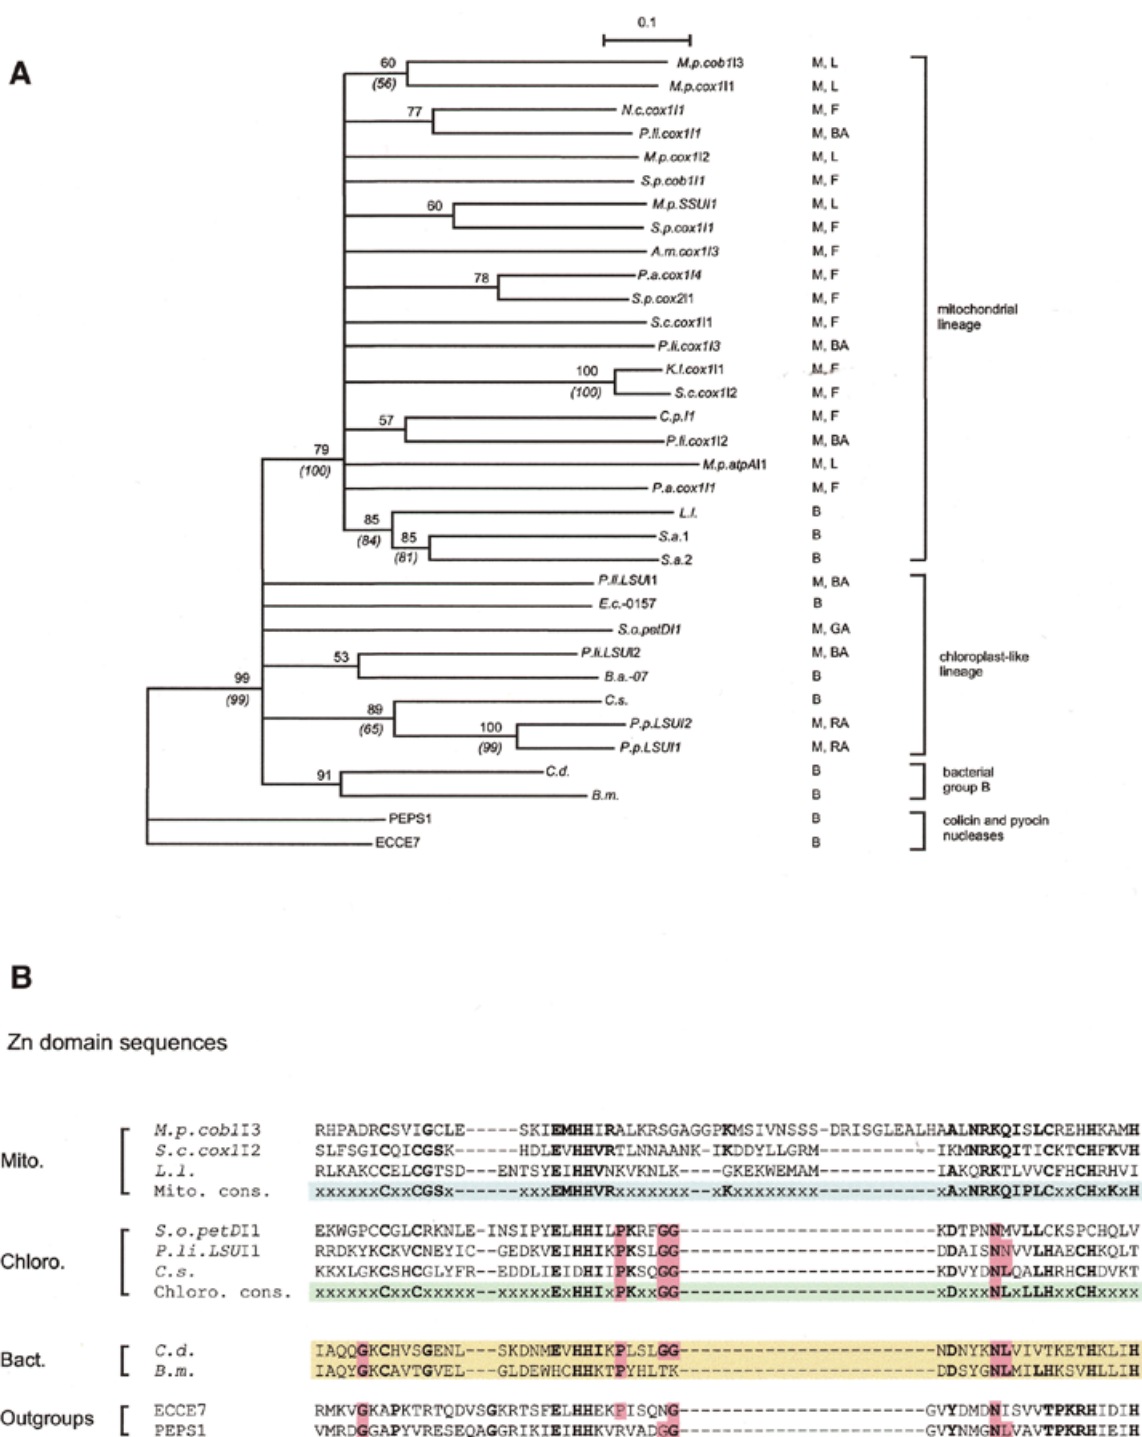 0.1
A
60
(56)
M.p.cob1I3 M, L
M.p.cox1I1 M, L
77
N.c.cox1I1 M, F
P.li.cox1I1 M, BA
M.p.cox1I2 M, L
S.p.cob1I1 M, F
60
M.p.SSUI1 M, L
S.p.cox1I1 M, F
A.m.cox1I3 M, F
78
P.a.cox1I4 M, F
S.p.cox2I1 M, F
S.c.cox1I1 M, F
P.li.cox1I3 M, BA
100
(100)
K.l.cox1I1 M, F
S.c.cox1I2 M, F
57
C.p.I1 M, F
P.li.cox1I2 M, BA
79
(100)
M.p.atpAI1 M, L
P.a.cox1I1 M, F
85
(84)
L.l. B
85
(81)
S.a.1 B
S.a.2 B
mitochondrial
lineage
P.li.LSUI1 M, BA
E.c.-0157 B
S.o.petDI1 M, GA
53
P.li.LSUI2 M, BA
B.a.-07 B
chloroplast-like
lineage
99
(99)
89
(65)
C.s. B
100
(99)
P.p.LSUI2 M, RA
P.p.LSUI1 M, RA
91
C.d. B
B.m. B
bacterial
group B
PEPS1 B
ECCE7 B
colicin and pyocin
nucleases
B
Zn domain sequences
Mito.
M.p.cob1I3 RHPADRCSVIGCLE-----SKIEMHHIRALKRSGAGGPKMSIVNSSS-DRISGLEALHAALNRKQISLCREHHKAMH
S.c.cox1I2 SLFSGICQICGSK------HDLEVHHVRTLNNAANK-IKDDYLLGRM-----------IKMNRKQITICKTCHFKVH
L.l. RLKAKCCELCGTSD---ENTSYEIHHVNKVKNLK---GKEKWEMAM------------IAKQRKTLVVCFHCHRHVI
Mito. cons. xxxxxxCxxCGSx------xxxEMHHVRxxxxxxxx--xKxxxxxxxx-----------xAxNRKQIPLCxxCHxKxH
Chloro.
S.o.petDI1 EKWGPCCGLCRKNLE-INSIPYELHHILPKRFGG------------------------KDTPNNMVLLCKSPCHQLV
P.li.LSUI1 RRDKYKCKVCNEYIC--GEDKVEIHHIKPKSLGG------------------------DDAISNNVVLHAECHKQLT
C.s. KKXLGKCSHCGLYFR--EDDLIEIDHIIPKSQGG------------------------KDVYDNLQALHRHCHDVKT
Chloro. cons. xxxxxxCxxCxxxxx---xxxxExHHIxPKxxGG------------------------xDxxxNLxLLHxxCHxxxx
Bact.
C.d. IAQQGKCHVSGENL---SKDNMEVHHIKPLSLGG------------------------NDNYKNLVIVTKETHKLIH
B.m. IAQYGKCAVTGVEL---GLDEWHCHHKTPYHLTK------------------------DDSYGNLMILHKSVHLLIH
Outgroups
ECCE7 RMKVGKAPKTRTQDVSGKRTSFELHHEKPISQNG-----------------------GVYDMDNISVVTPKRHIDIH
PEPS1 VMRDGGAPYVRESEQAGGRIKIEIHHKVRVADGG-----------------------GVYNMGNLVAVTPKRHIEIH